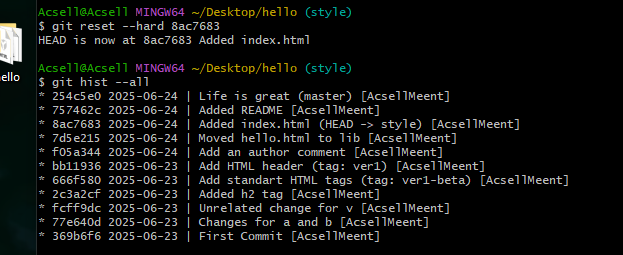 Acsell@Acsell MINGW64 ~/Desktop/hello (style)
$ git reset --hard 8ac7683
HEAD is now at 8ac7683 Added index.html
Acsell@Acsell MINGW64 ~/Desktop/hello (style)
$ git hist --all
* 254c5e0 2025-06-24 | Life is great (master) [AcsellMeent]
* 757462c 2025-06-24 | Added README [AcsellMeent]
* 8ac7683 2025-06-24 | Added index.html (HEAD -> style) [AcsellMeent]
* 7d5e215 2025-06-24 | Moved hello.html to lib [AcsellMeent]
* f05a344 2025-06-24 | Add an author comment [AcsellMeent]
* bb11936 2025-06-23 | Add HTML header (tag: ver1) [AcsellMeent]
* 666f580 2025-06-23 | Add standart HTML tags (tag: ver1-beta) [AcsellMeent]
* 2c3a2cf 2025-06-23 | Added h2 tag [AcsellMeent]
* fcff9dc 2025-06-23 | Unrelated change for v [AcsellMeent]
* 77e640d 2025-06-23 | Changes for a and b [AcsellMeent]
* 369b6f6 2025-06-23 | First Commit [AcsellMeent]
ello